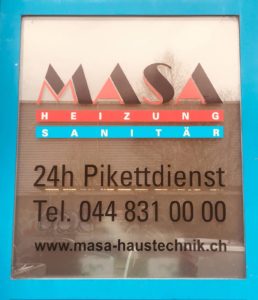 MASA
HEIZUNG
SANITÄR
24h Pikettdienst
Tel. 044 831 00 00
www.masa-haustechnik.ch